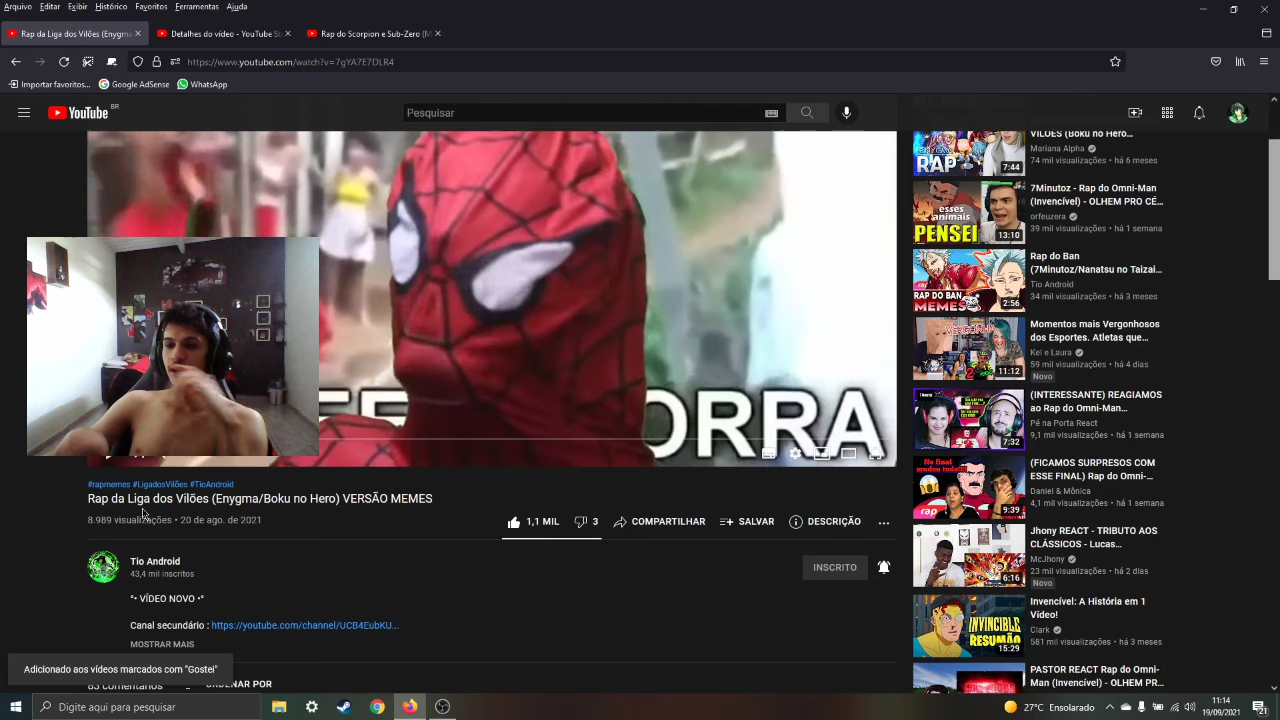 Arquivo Editar Exibir Histórico Favoritos Ferramentas Ajuda
Rap da Liga dos Vilões (Enygma
Detalhes do vídeo - YouTube St
Rap do Scorpion e Sub-Zero (M
https://www.youtube.com/watch?v=7gYA7E7DLR4
Importar favoritos... Google AdSense WhatsApp
YouTube BR
Pesquisar
ORRA
#rapmemes #LigadosVilões #TioAndroid
Rap da Liga dos Vilões (Enygma/Boku no Hero) VERSÃO MEMES
8.989 visualizações • 20 de ago. de 2021
1,1 MIL 3 COMPARTILHAR SALVAR DESCRIÇÃO
Tio Android
43,4 mil inscritos
INSCRITO
°• VÍDEO NOVO •°
Canal secundário : https://youtube.com/channel/UCB4EubKU...
MOSTRAR MAIS
Adicionado aos vídeos marcados com "Gostei"
83 comentários
ORDENAR POR
VILÕES (Boku no Hero...
Mariana Alpha
74 mil visualizações • há 6 meses
RAP
7:44
7Minutoz - Rap do Omni-Man
(Invencível) - OLHEM PRO CÉ...
orfeuzera
39 mil visualizações • há 1 semana
esses
animais
PENSEI
13:10
Rap do Ban
(7Minutoz/Nanatsu no Taizai...
Tio Android
34 mil visualizações • há 3 meses
RAP DO BAN
MEMES
2:56
Momentos mais Vergonhosos
dos Esportes. Atletas que...
Kel e Laura
59 mil visualizações • há 4 dias
Novo
VERGONHA
11:12
(INTERESSANTE) REAGIAMOS
ao Rap do Omni-Man...
Pé na Porta React
9,1 mil visualizações • há 1 semana
7:32
(FICAMOS SURPRESOS COM
ESSE FINAL) Rap do Omni-...
Daniel & Mônica
4,1 mil visualizações • há 1 semana
No final
mudou tudo!!!
rap
9:39
Jhony REACT - TRIBUTO AOS
CLÁSSICOS - Lucas...
McJhony
23 mil visualizações • há 2 dias
Novo
6:16
Invencível: A História em 1
Vídeo!
Clark
581 mil visualizações • há 3 meses
INVINCIBLE
RESUMÃO
15:29
PASTOR REACT Rap do Omni-
Man (Invencível) - OLHEM PR...
Digite aqui para pesquisar
27°C Ensolarado
11:14
19/09/2021